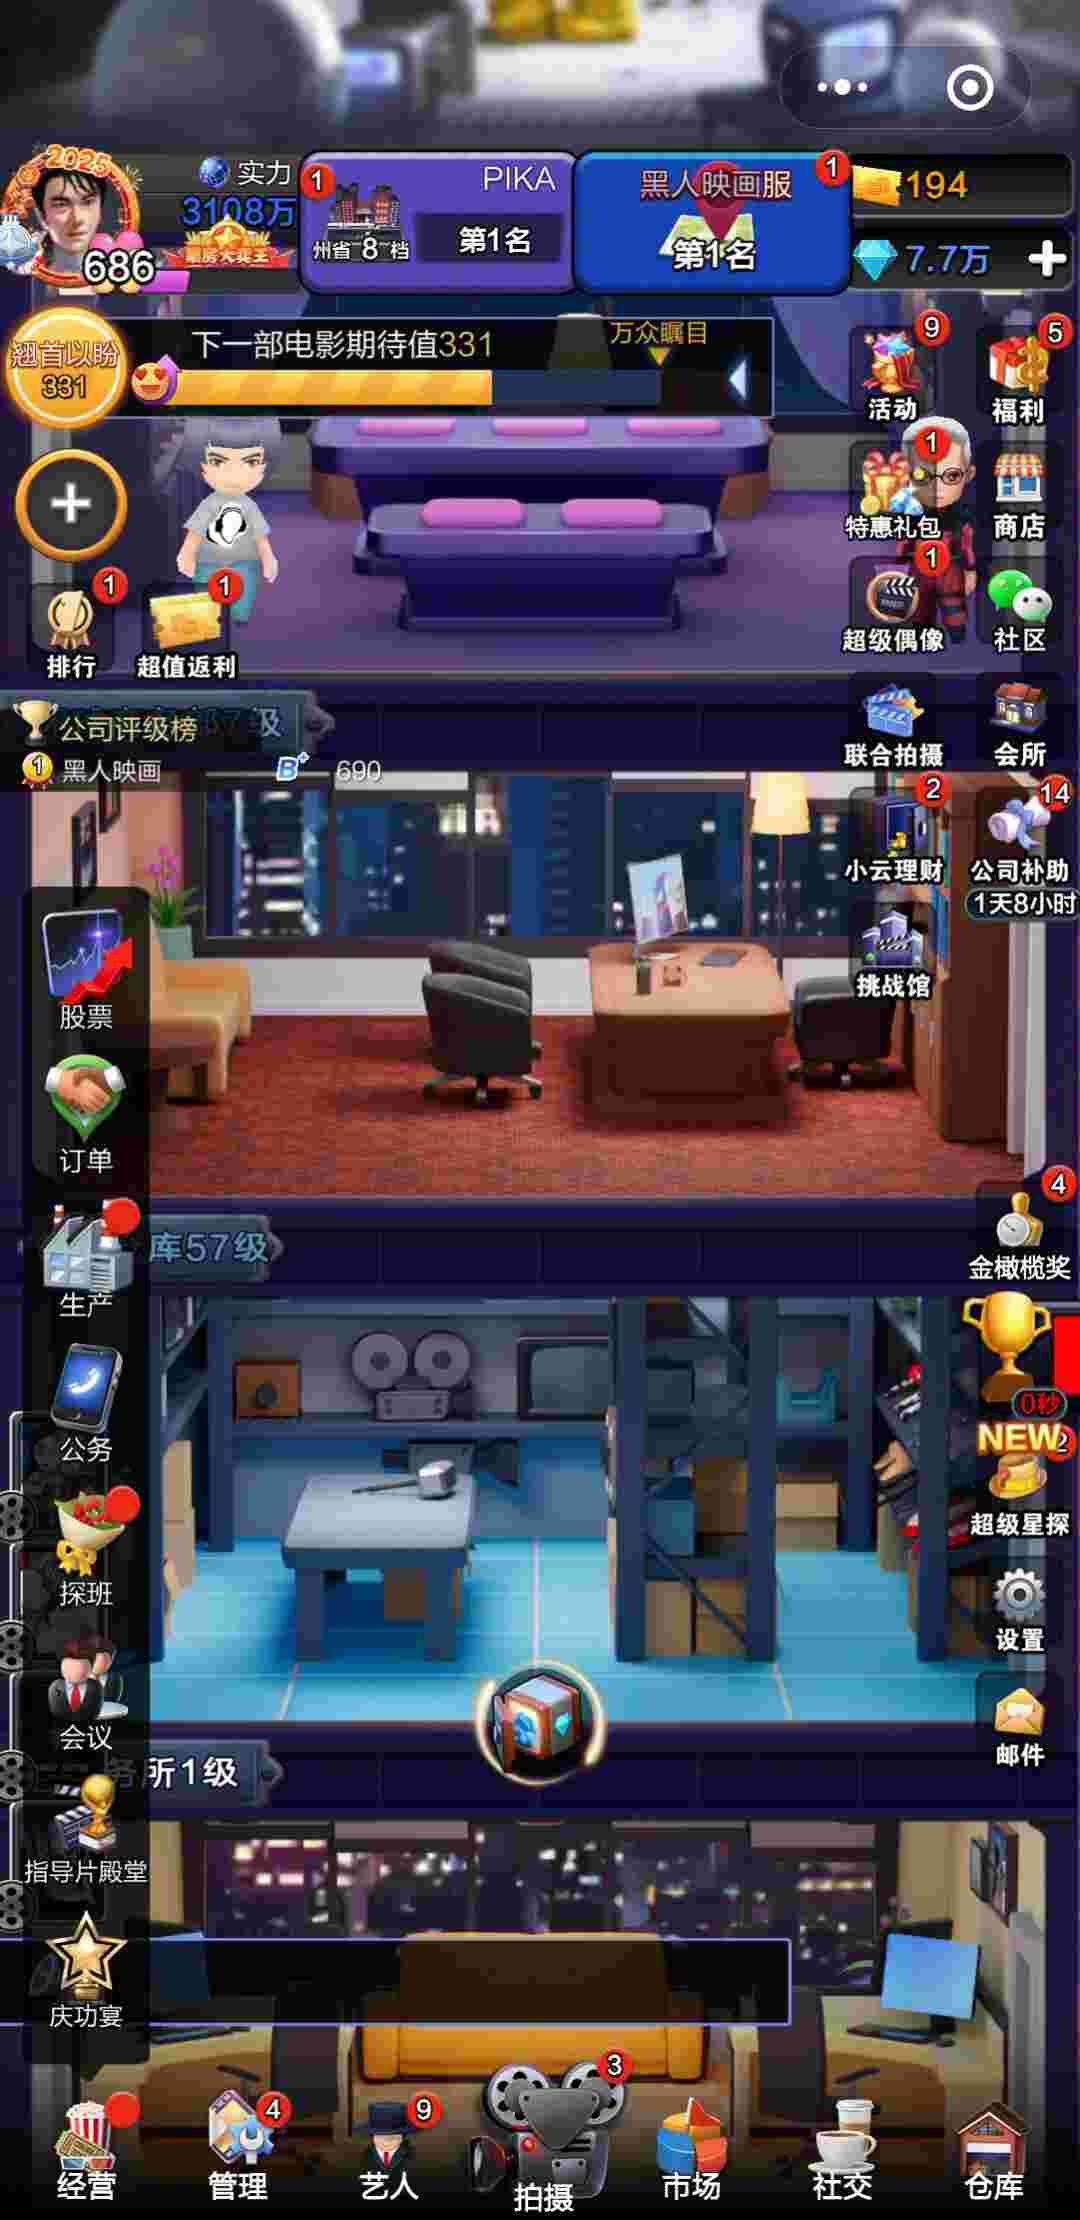 2025
实力
3108万
票房大卖王
686
1
PIKA
州省 8 档
第1名
黑人映画服
1
第1名
194
7.7万
翘首以盼
331
下一部电影期待值331
万众瞩目
9
活动
5
福利
1
特惠礼包
商店
1
超级偶像
社区
1
排行
1
超值返利
联合拍摄
会所
公司评级榜
级
1
黑人映画
B+
690
2
小云理财
14
公司补助
1天8小时
挑战馆
股票
订单
生产
库57级
公务
探班
会议
所1级
指导片殿堂
庆功宴
4
金橄榄奖
0秒
NEW
2
超级星探
设置
邮件
经营
4
管理
9
艺人
3
拍摄
市场
社交
仓库